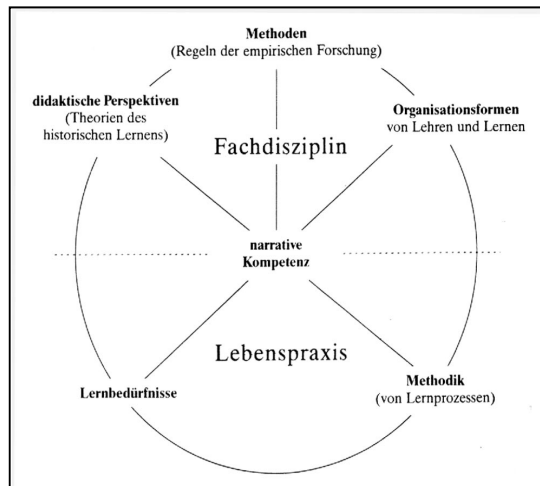 Methoden
(Regeln der empirischen Forschung)
didaktische Perspektiven
(Theorien des
historischen Lernens)
Organisationsformen
von Lehren und Lernen
Fachdisziplin
narrative
Kompetenz
Lebenspraxis
Lernbedürfnisse
Methodik
(von Lernprozessen)